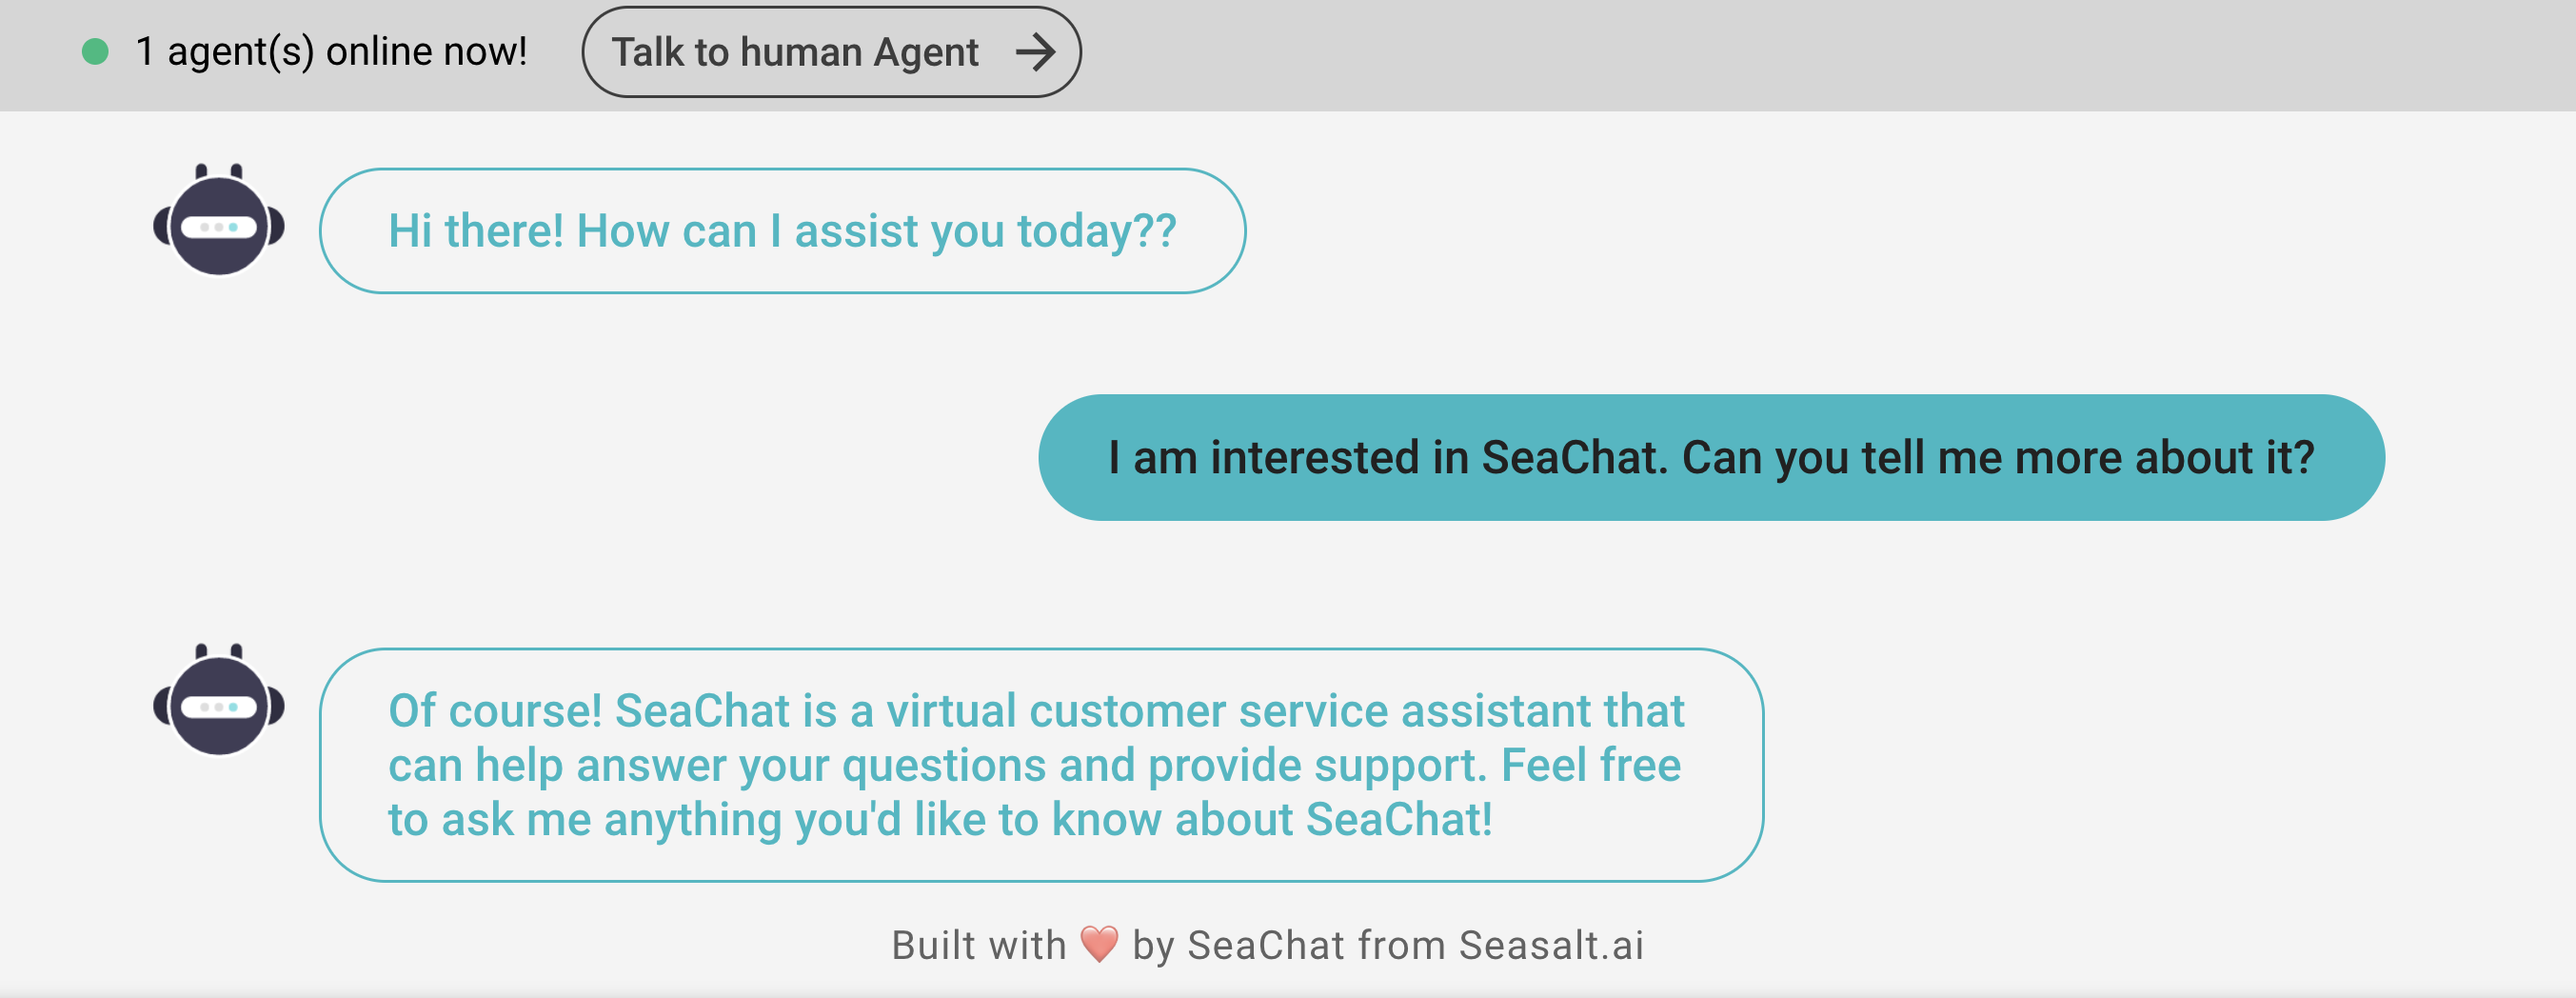 1 agent(s) online now!
Talk to human Agent →
Hi there! How can I assist you today??
I am interested in SeaChat. Can you tell me more about it?
Of course! SeaChat is a virtual customer service assistant that
can help answer your questions and provide support. Feel free
to ask me anything you'd like to know about SeaChat!
Built with ❤️ by SeaChat from Seasalt.ai